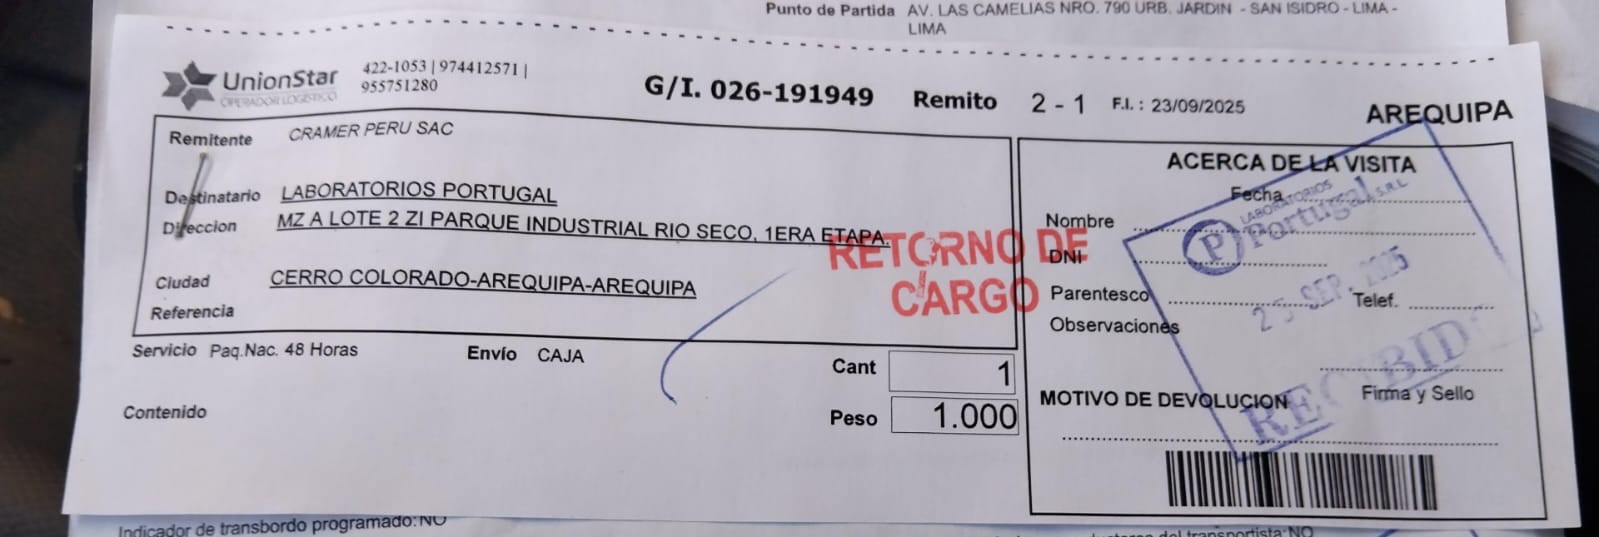 Punto de Partida AV. LAS CAMELIAS NRO. 790 URB. JARDIN - SAN ISIDRO - LIMA -
LIMA
UnionStar
OPERADOR LOGISTICO
422-1053 | 974412571 |
955751280
G/I. 026-191949 Remito 2 - 1 F.I. : 23/09/2025
AREQUIPA
Remitente CRAMER PERU SAC
Destinatario LABORATORIOS PORTUGAL
Direccion MZ A LOTE 2 ZI PARQUE INDUSTRIAL RIO SECO, 1ERA ETAPA.
Ciudad CERRO COLORADO-AREQUIPA-AREQUIPA
Referencia
RETORNO DE
CARGO
Servicio Paq.Nac. 48 Horas Envío CAJA
Cant 1
Contenido
Peso 1.000
ACERCA DE LA VISITA
Fecha
Nombre
DNI
Parentesco Telef.
Observaciones
Firma y Sello
MOTIVO DE DEVOLUCION
P LABORATORIOS
Portugal S.R.L
25 SEP. 2025
RECIBIDO
Indicador de transbordo programado:NO
del transportista:NO